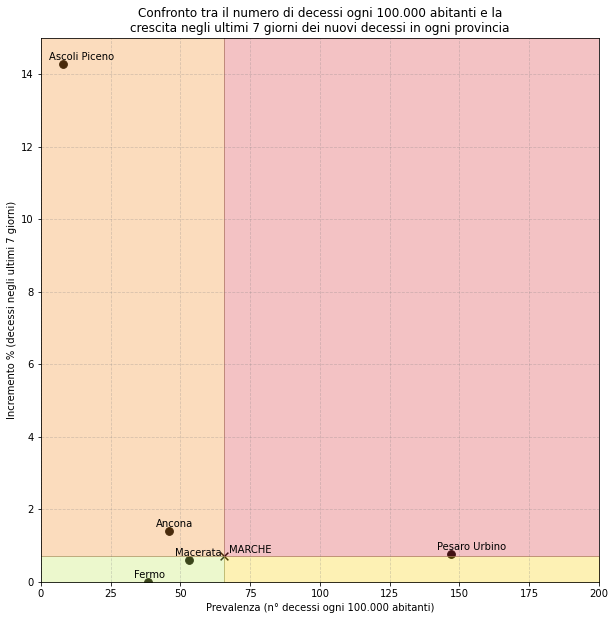 Confronto tra il numero di decessi ogni 100.000 abitanti e la
crescita negli ultimi 7 giorni dei nuovi decessi in ogni provincia
Incremento % (decessi negli ultimi 7 giorni)
14
12
10
8
6
4
2
0
Ascoli Piceno
Ancona
Macerata
MARCHE
Pesaro Urbino
Fermo
0
25
50
75
100
125
150
175
200
Prevalenza (n° decessi ogni 100.000 abitanti)